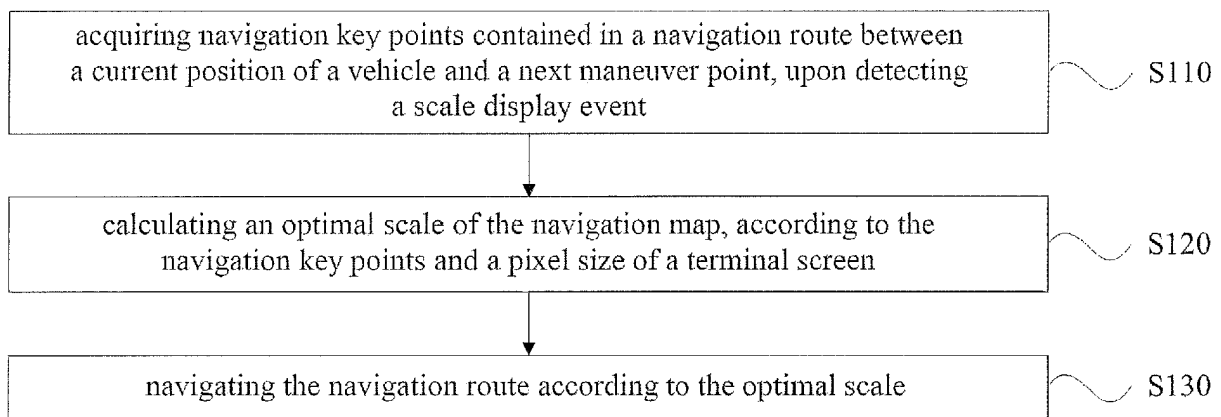 acquiring navigation key points contained in a navigation route between
a current position of a vehicle and a next maneuver point, upon detecting
a scale display event
S110
calculating an optimal scale of the navigation map, according to the
navigation key points and a pixel size of a terminal screen
S120
navigating the navigation route according to the optimal scale
S130